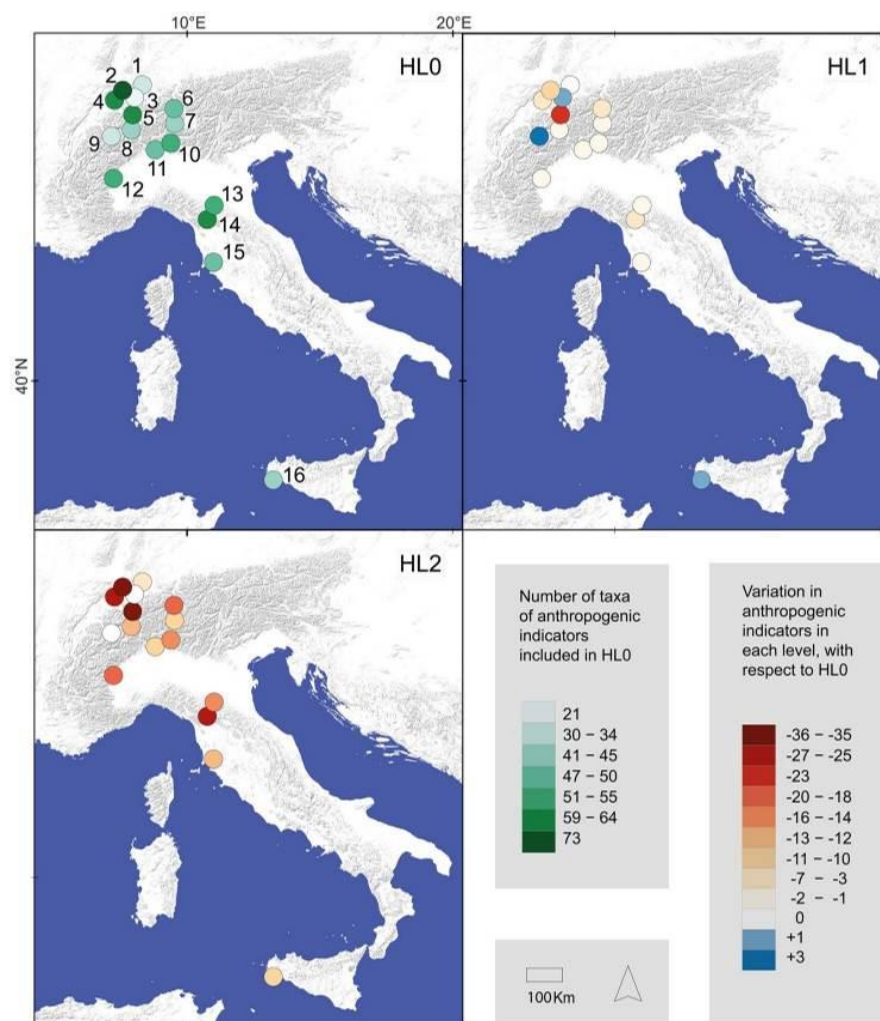 10°E
20°E
40°N
HL0
1
2
3
4
5
6
7
8
9
10
11
12
13
14
15
16
HL1
HL2
Number of taxa
of anthropogenic
indicators
included in HL0
21
30 – 34
41 – 45
47 – 50
51 – 55
59 – 64
73
Variation in
anthropogenic
indicators in
each level, with
respect to HL0
-36 – -35
-27 – -25
-23
-20 – -18
-16 – -14
-13 – -12
-11 – -10
-7 – -3
-2 – -1
0
+1
+3
100Km